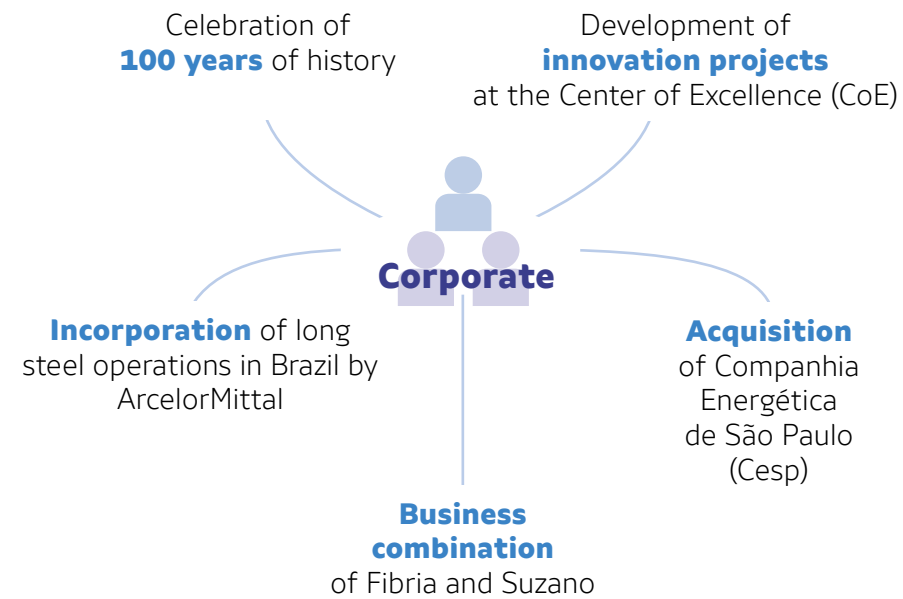 Celebration of
100 years of history
Development of
innovation projects
at the Center of Excellence (CoE)
Corporate
Incorporation of long
steel operations in Brazil by
ArcelorMittal
Acquisition
of Companhia
Energética
de São Paulo
(Cesp)
Business
combination
of Fibria and Suzano